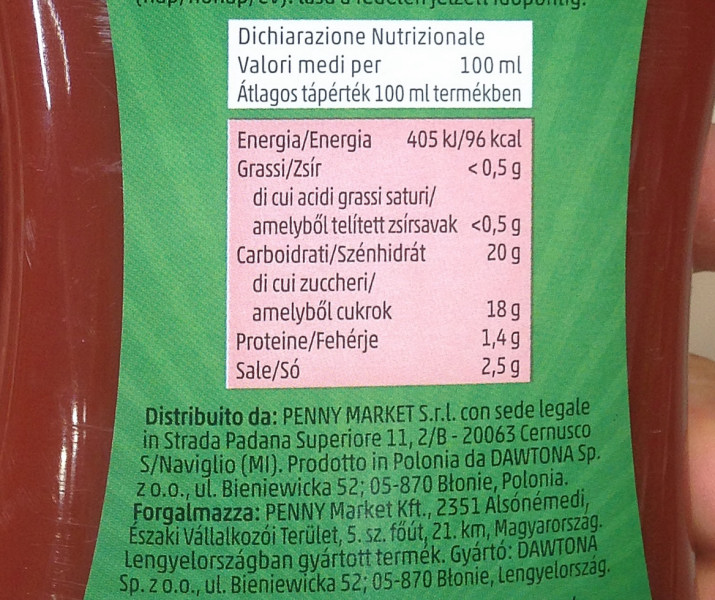 Dichiarazione Nutrizionale
Valori medi per 100 ml
Átlagos tápérték 100 ml termékben
Energia/Energia 405 kJ/96 kcal
Grassi/Zsír < 0,5 g
di cui acidi grassi saturi/
amelyből telített zsírsavak <0,5 g
Carboidrati/Szénhidrát 20 g
di cui zuccheri/
amelyből cukrok 18 g
Proteine/Fehérje 1,4 g
Sale/Só 2,5 g
Distribuito da: PENNY MARKET S.r.l. con sede legale
in Strada Padana Superiore 11, 2/B - 20063 Cernusco
S/Naviglio (MI). Prodotto in Polonia da DAWTONA Sp.
z o.o., ul. Bieniewicka 52; 05-870 Błonie, Polonia.
Forgalmazza: PENNY Market Kft., 2351 Alsónémedi,
Északi Vállalkozói Terület, 5. sz. főút, 21. km, Magyarország.
Lengyelországban gyártott termék. Gyártó: DAWTONA
Sp. z o.o., ul. Bieniewicka 52; 05-870 Błonie, Lengyelország.